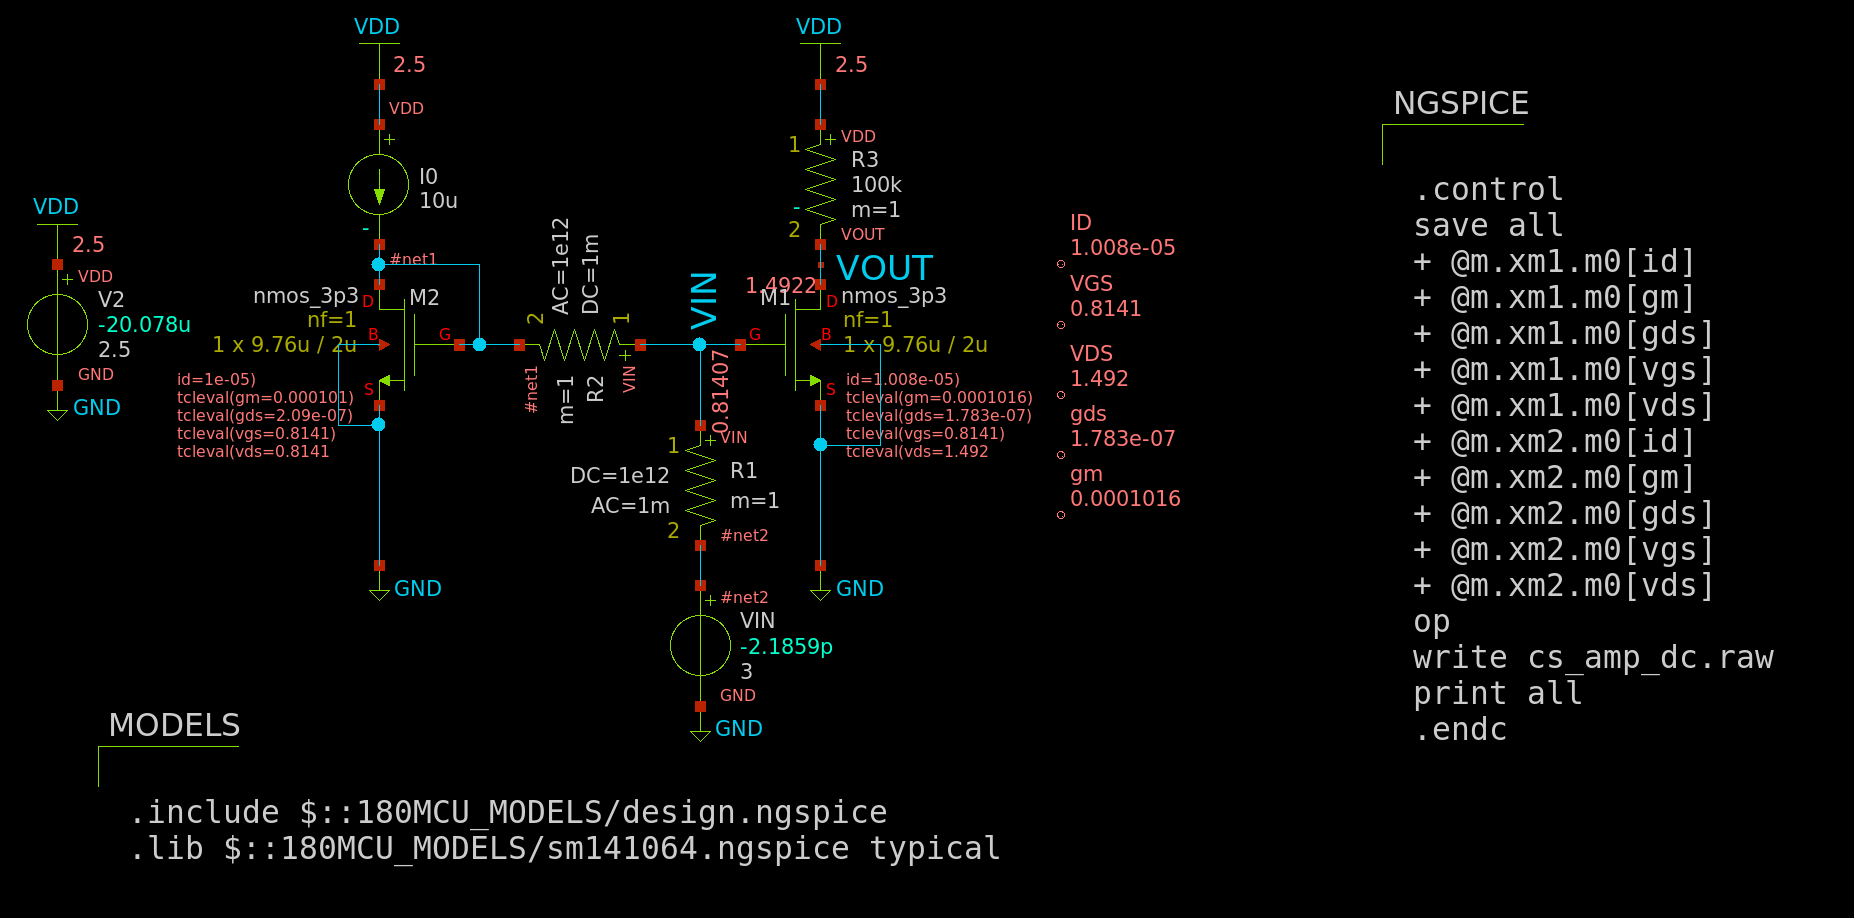 VDD
2.5
VDD
V2
-20.078u
2.5
GND
GND
VDD
2.5
VDD
I0
10u
-
#net1
D
M2
nmos_3p3
nf=1
B
G
1 x 9.76u / 2u
S
id=1e-05)
tcleval(gm=0.000101)
tcleval(gds=2.09e-07)
tcleval(vgs=0.8141)
tcleval(vds=0.8141
GND
AC=1e12
DC=1m
2
1
#net1
m=1
R2
VIN
VIN
0.81407
VIN
1
R1
DC=1e12
m=1
AC=1m
2
#net2
#net2
VIN
-2.1859p
3
GND
GND
VDD
2.5
VDD
1
R3
100k
m=1
-
2
VOUT
VOUT
1.4922
M1
D
nmos_3p3
nf=1
G
B
1 x 9.76u / 2u
S
id=1.008e-05)
tcleval(gm=0.0001016)
tcleval(gds=1.783e-07)
tcleval(vgs=0.8141)
tcleval(vds=1.492
GND
ID
1.008e-05
VGS
0.8141
VDS
1.492
gds
1.783e-07
gm
0.0001016
NGSPICE
.control
save all
+ @m.xm1.m0[id]
+ @m.xm1.m0[gm]
+ @m.xm1.m0[gds]
+ @m.xm1.m0[vgs]
+ @m.xm1.m0[vds]
+ @m.xm2.m0[id]
+ @m.xm2.m0[gm]
+ @m.xm2.m0[gds]
+ @m.xm2.m0[vgs]
+ @m.xm2.m0[vds]
op
write cs_amp_dc.raw
print all
.endc
MODELS
.include $::180MCU_MODELS/design.ngspice
.lib $::180MCU_MODELS/sm141064.ngspice typical